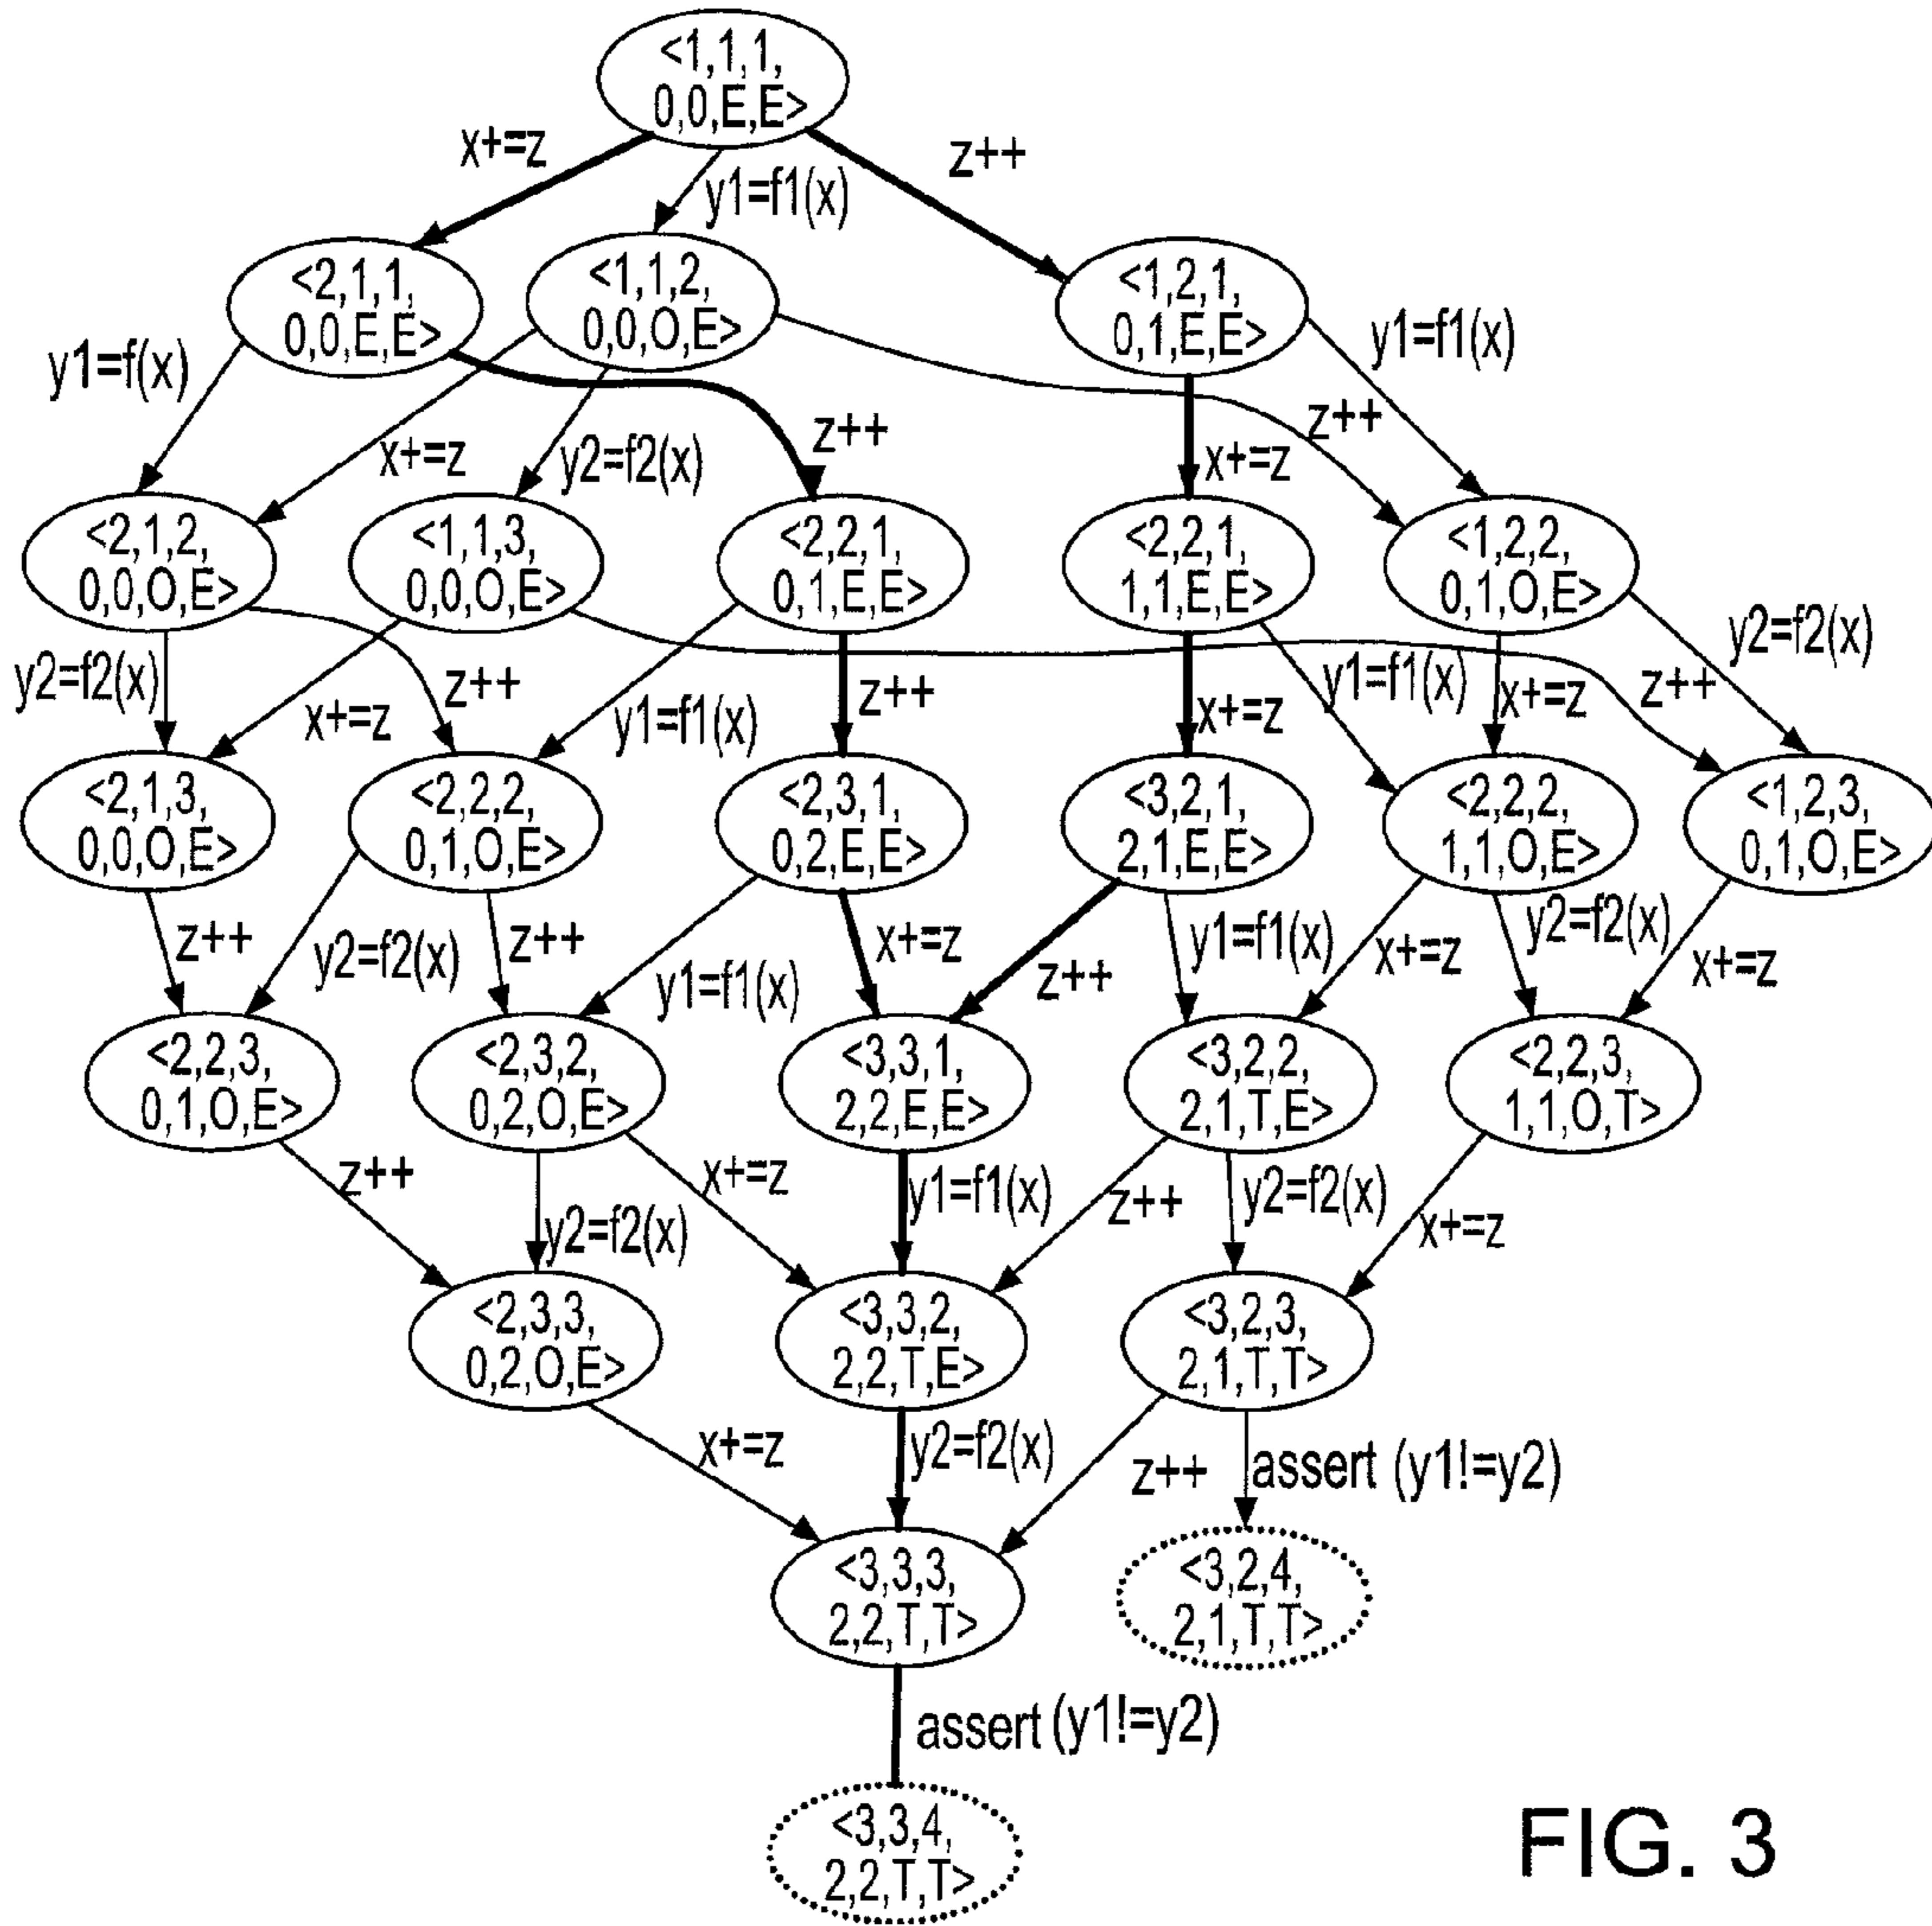 <1,1,1,
0,0,E,E>
x+=z
y1=f1(x)
z++
<2,1,1,
0,0,E,E>
<1,1,2,
0,0,O,E>
<1,2,1,
0,1,E,E>
y1=f(x)
x+=z
y2=f2(x)
z++
x+=z
z++
y1=f1(x)
<2,1,2,
0,0,O,E>
<1,1,3,
0,0,O,E>
<2,2,1,
0,1,E,E>
<2,2,1,
1,1,E,E>
<1,2,2,
0,1,O,E>
y2=f2(x)
x+=z
z++
y1=f1(x)
z++
x+=z
y1=f1(x)
x+=z
z++
y2=f2(x)
<2,1,3,
0,0,O,E>
<2,2,2,
0,1,O,E>
<2,3,1,
0,2,E,E>
<3,2,1,
2,1,E,E>
<2,2,2,
1,1,O,E>
<1,2,3,
0,1,O,E>
z++
y2=f2(x)
z++
y1=f1(x)
x+=z
z++
y1=f1(x)
x+=z
y2=f2(x)
x+=z
<2,2,3,
0,1,O,E>
<2,3,2,
0,2,O,E>
<3,3,1,
2,2,E,E>
<3,2,2,
2,1,T,E>
<2,2,3,
1,1,O,T>
z++
y2=f2(x)
x+=z
y1=f1(x)
z++
y2=f2(x)
x+=z
<2,3,3,
0,2,O,E>
<3,3,2,
2,2,T,E>
<3,2,3,
2,1,T,T>
x+=z
y2=f2(x)
z++
assert (y1!=y2)
<3,3,3,
2,2,T,T>
<3,2,4,
2,1,T,T>
assert (y1!=y2)
<3,3,4,
2,2,T,T>
FIG. 3